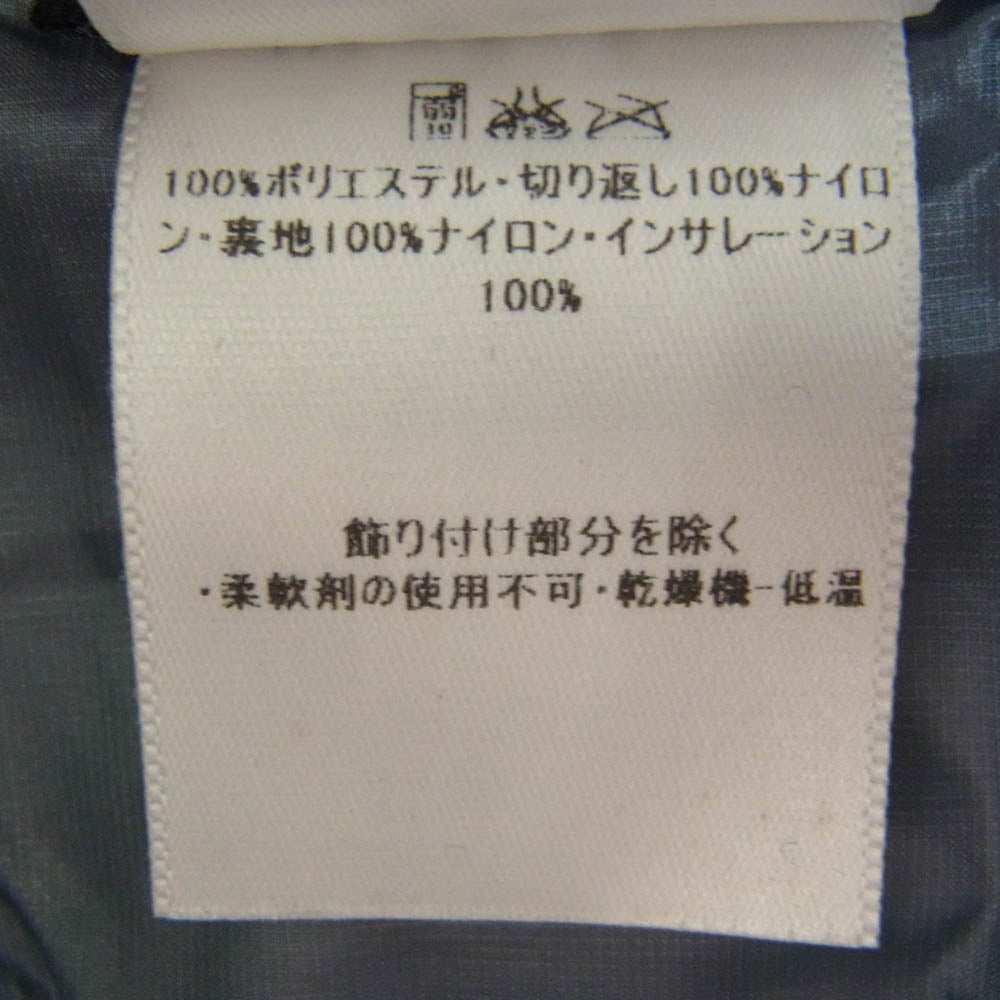 100%ポリエステル・切り返し100%ナイロ
ン・裏地100%ナイロン・インサレーション
100%
飾り付け部分を除く
・柔軟剤の使用不可・乾燥機-低温